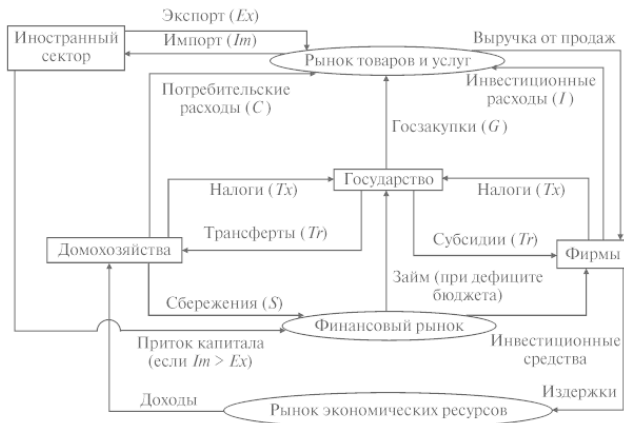 Экспорт (Ex)
Иностранный
сектор
Импорт (Im)
Выручка от продаж
Рынок товаров и услуг
Потребительские
расходы (C)
Инвестиционные
расходы (I)
Госзакупки (G)
Государство
Налоги (Tx)
Налоги (Tx)
Трансферты (Tr)
Субсидии (Tr)
Домохозяйства
Фирмы
Займ (при дефиците
бюджета)
Сбережения (S)
Финансовый рынок
Приток капитала
(если Im > Ex)
Инвестиционные
средства
Доходы
Издержки
Рынок экономических ресурсов